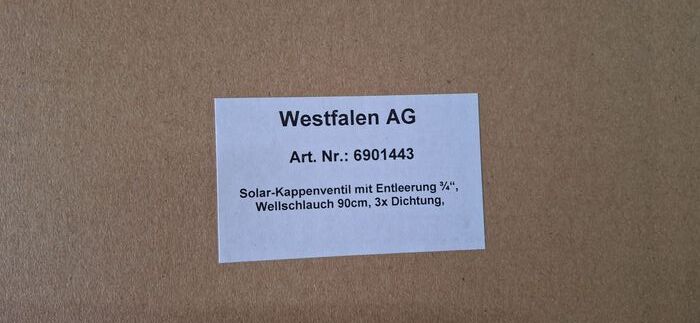 Westfalen AG
Art. Nr.: 6901443
Solar-Kappenventil mit Entleerung ¾“,
Wellschlauch 90cm, 3x Dichtung,